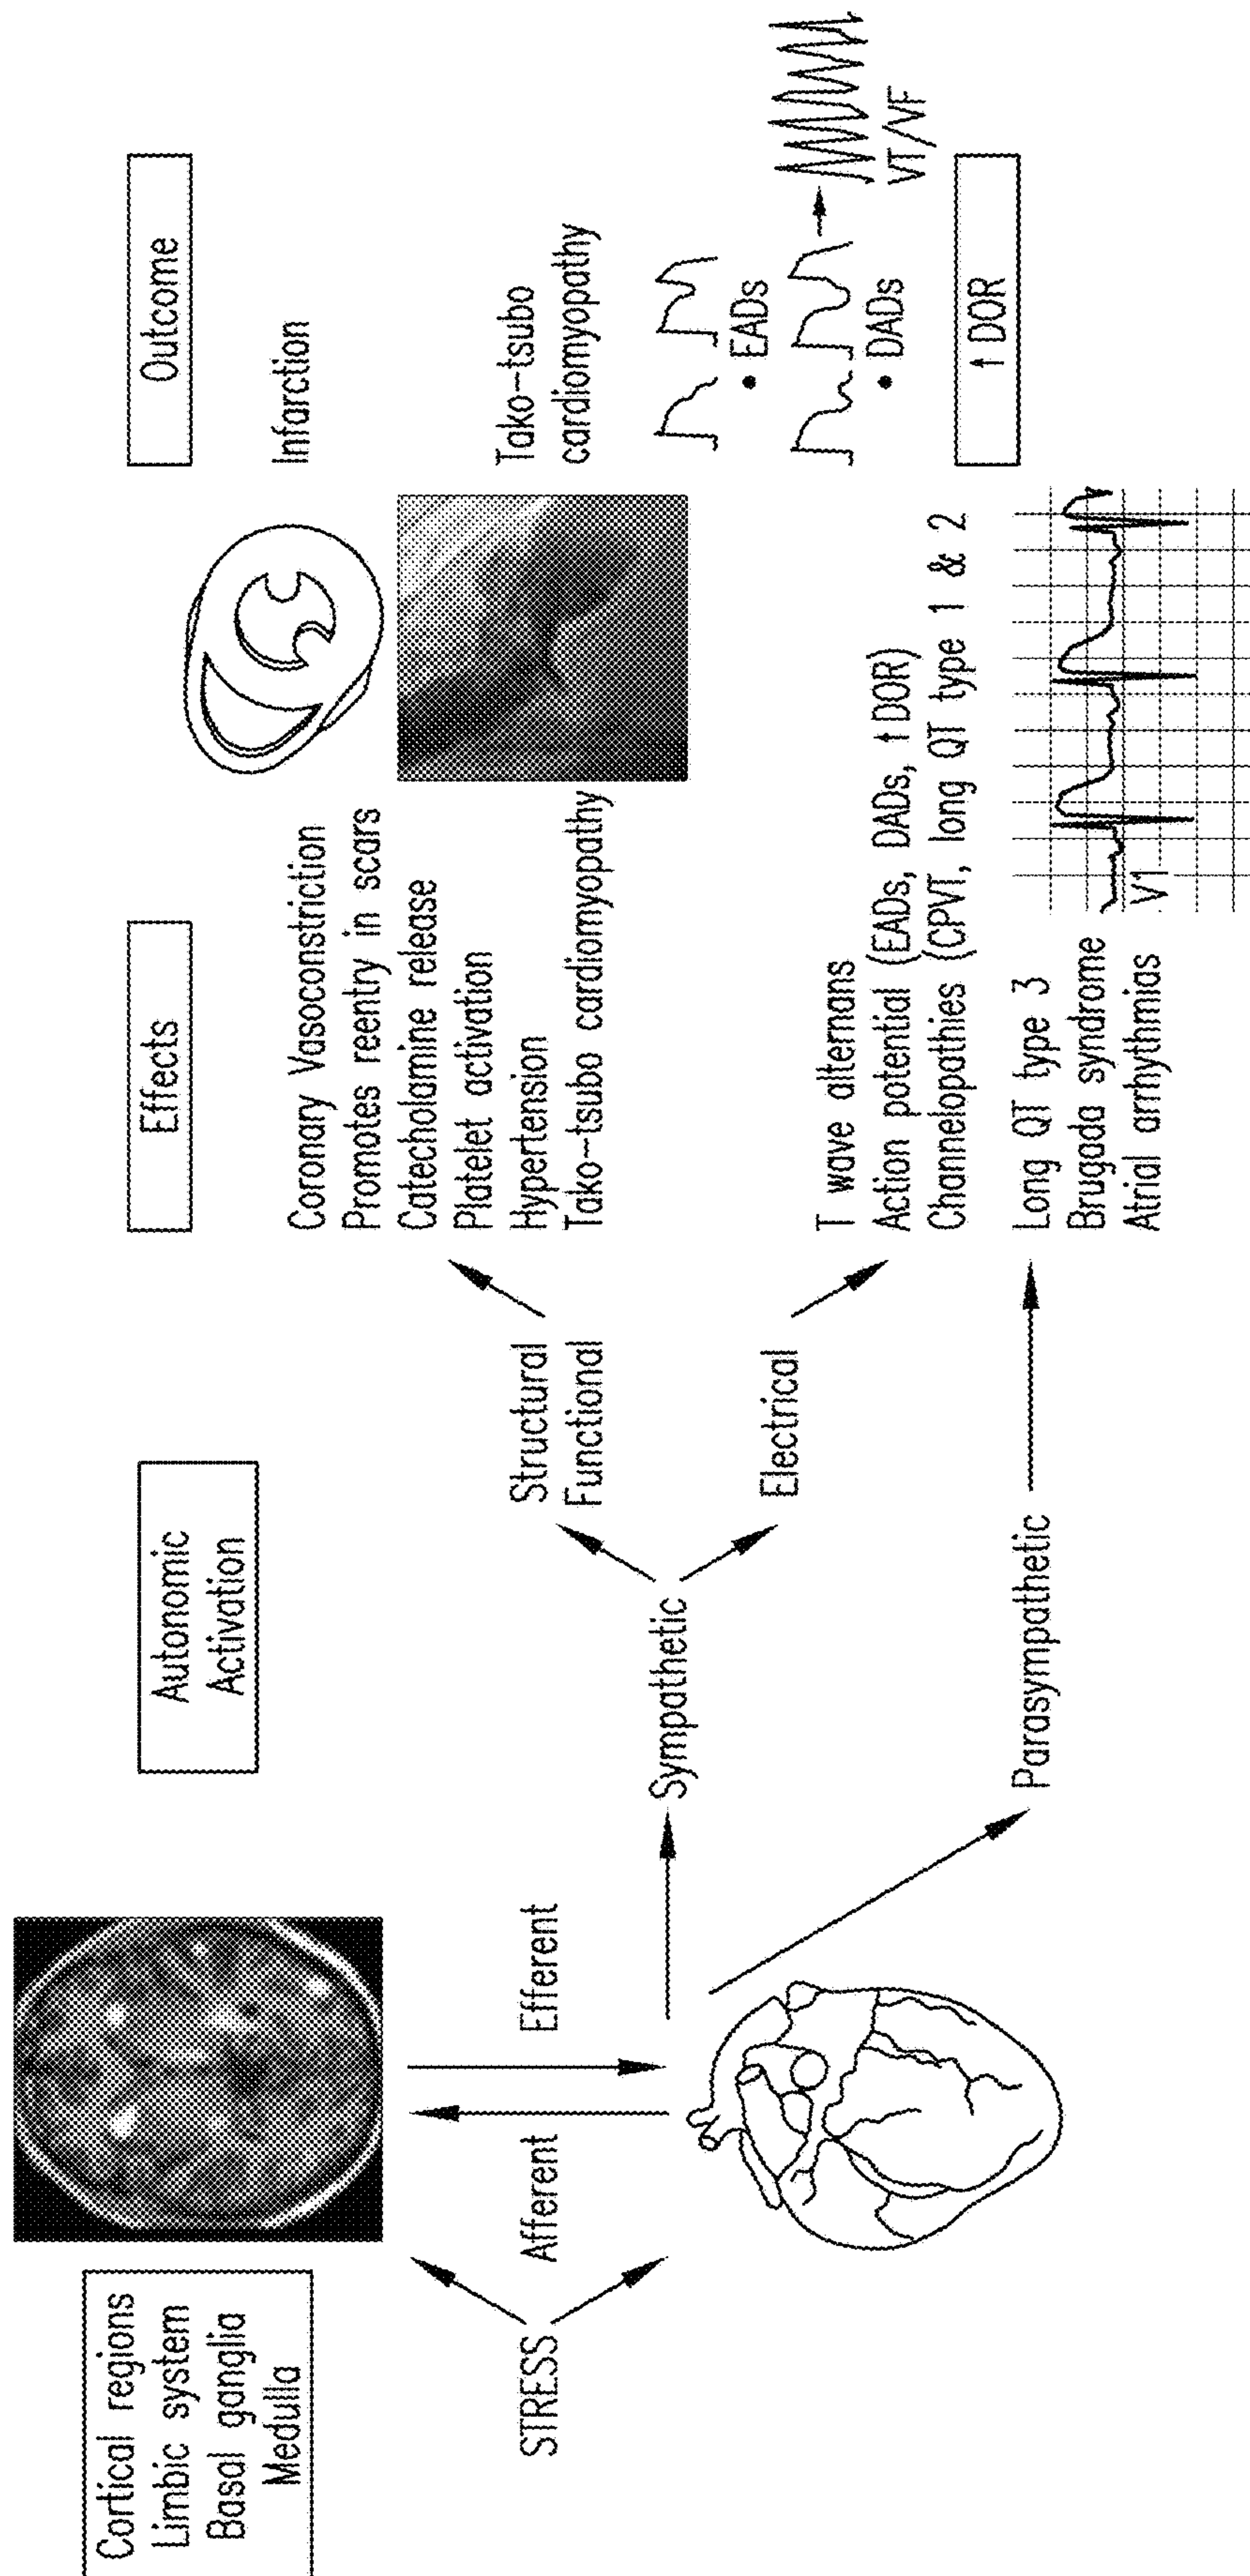 Cortical regions
Limbic system
Basal ganglia
Medulla
STRESS
Afferent
Efferent
Autonomic
Activation
Sympathetic
Parasympathetic
Structural
Functional
Electrical
Effects
Coronary Vasoconstriction
Promotes reentry in scars
Catecholamine release
Platelet activation
Hypertension
Tako-tsubo cardiomyopathy
T wave alternans
Action potential (EADs, DADs, ↑DOR)
Channelopathies (CPVT, long QT type 1 & 2
Long QT type 3
Brugada syndrome
Atrial arrhythmias
V1
Outcome
Infarction
Tako-tsubo
cardiomyopathy
• EADs
• DADs
VT/VF
↑ DOR